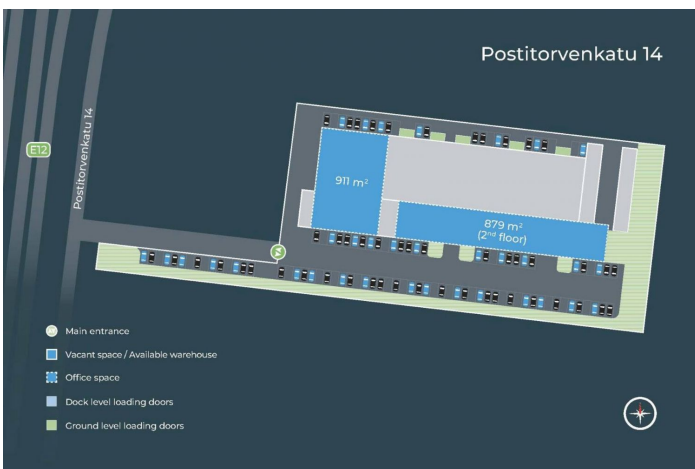 Postitorvenkatu 14
Postitorvenkatu 14
E12
911 m²
879 m²
(2nd floor)
Main entrance
Vacant space / Available warehouse
Office space
Dock level loading doors
Ground level loading doors